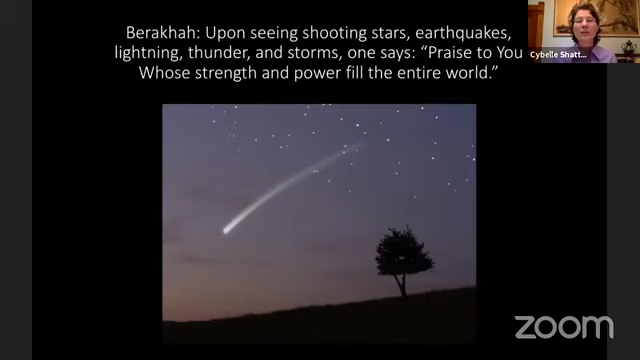 Berakhah: Upon seeing shooting stars, earthquakes,
lightning, thunder, and storms, one says: “Praise to You
Whose strength and power fill the entire world.”
Cybelle Shatt...
zoom